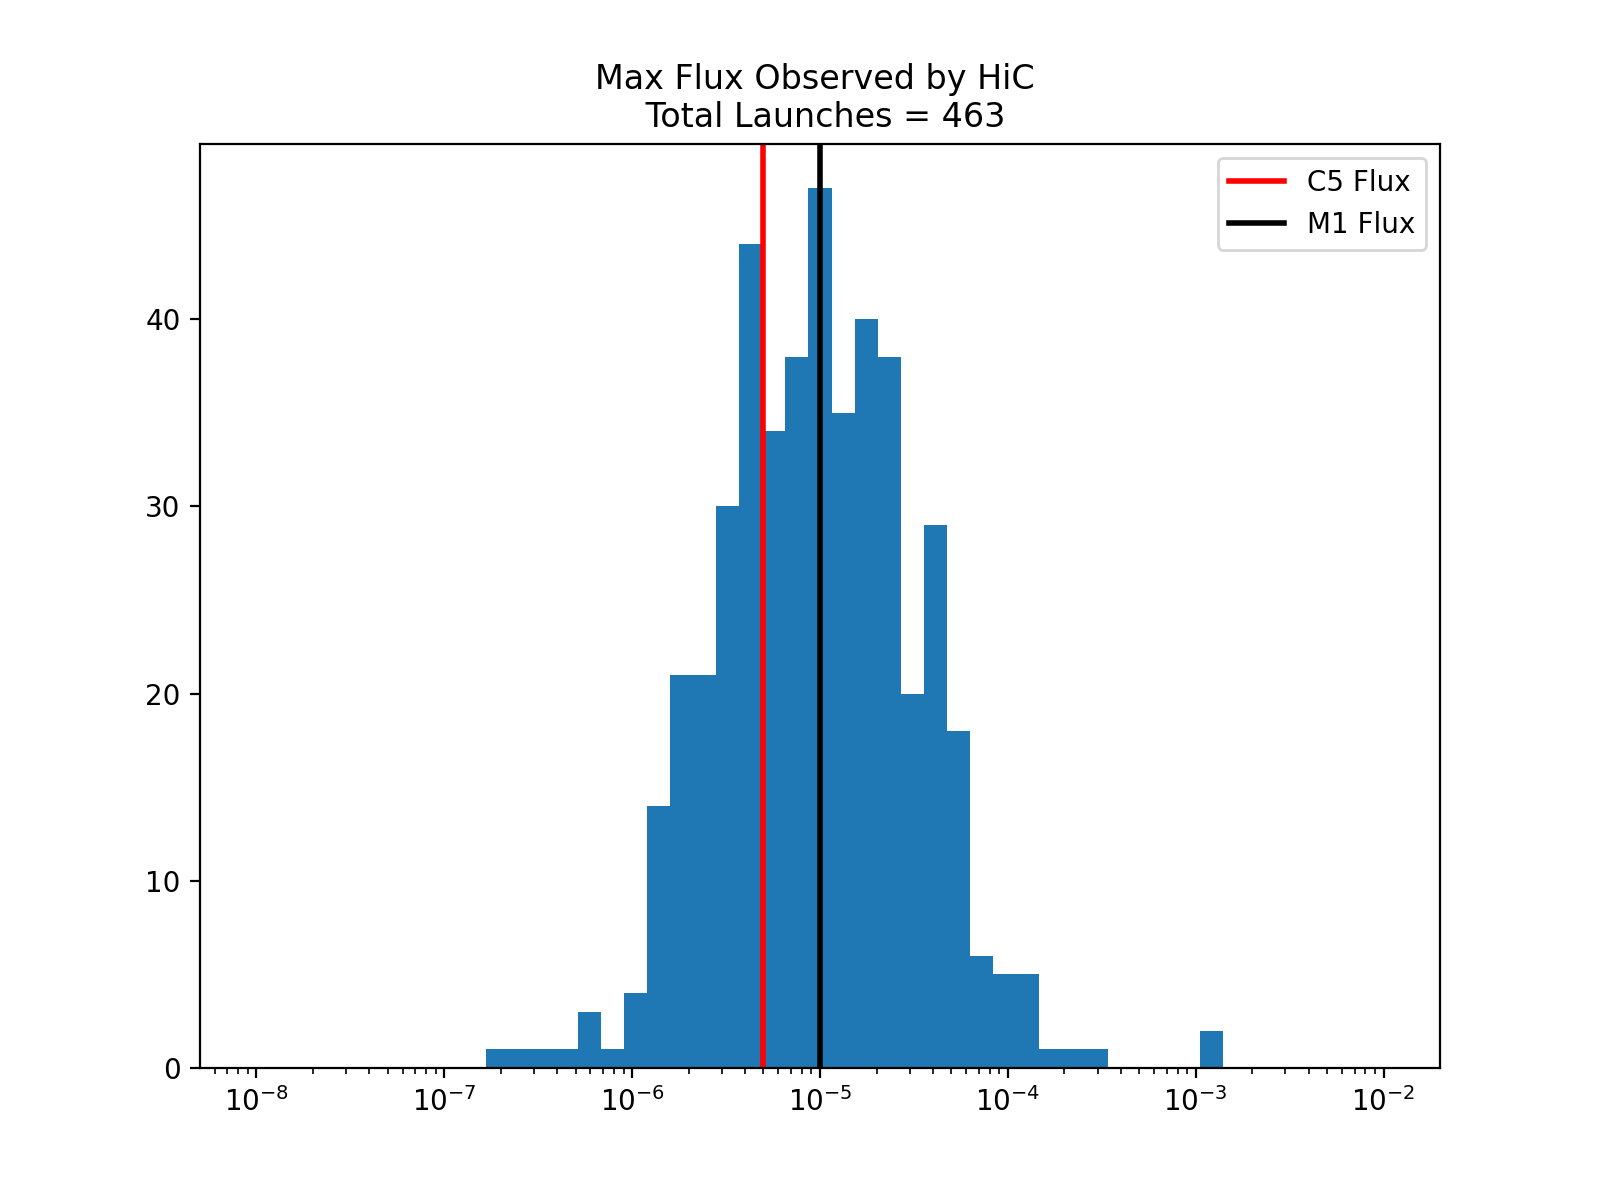 Max Flux Observed by HiC
Total Launches = 463
C5 Flux
M1 Flux
40
30
20
10
0
10⁻⁸ 10⁻⁷ 10⁻⁶ 10⁻⁵ 10⁻⁴ 10⁻³ 10⁻²